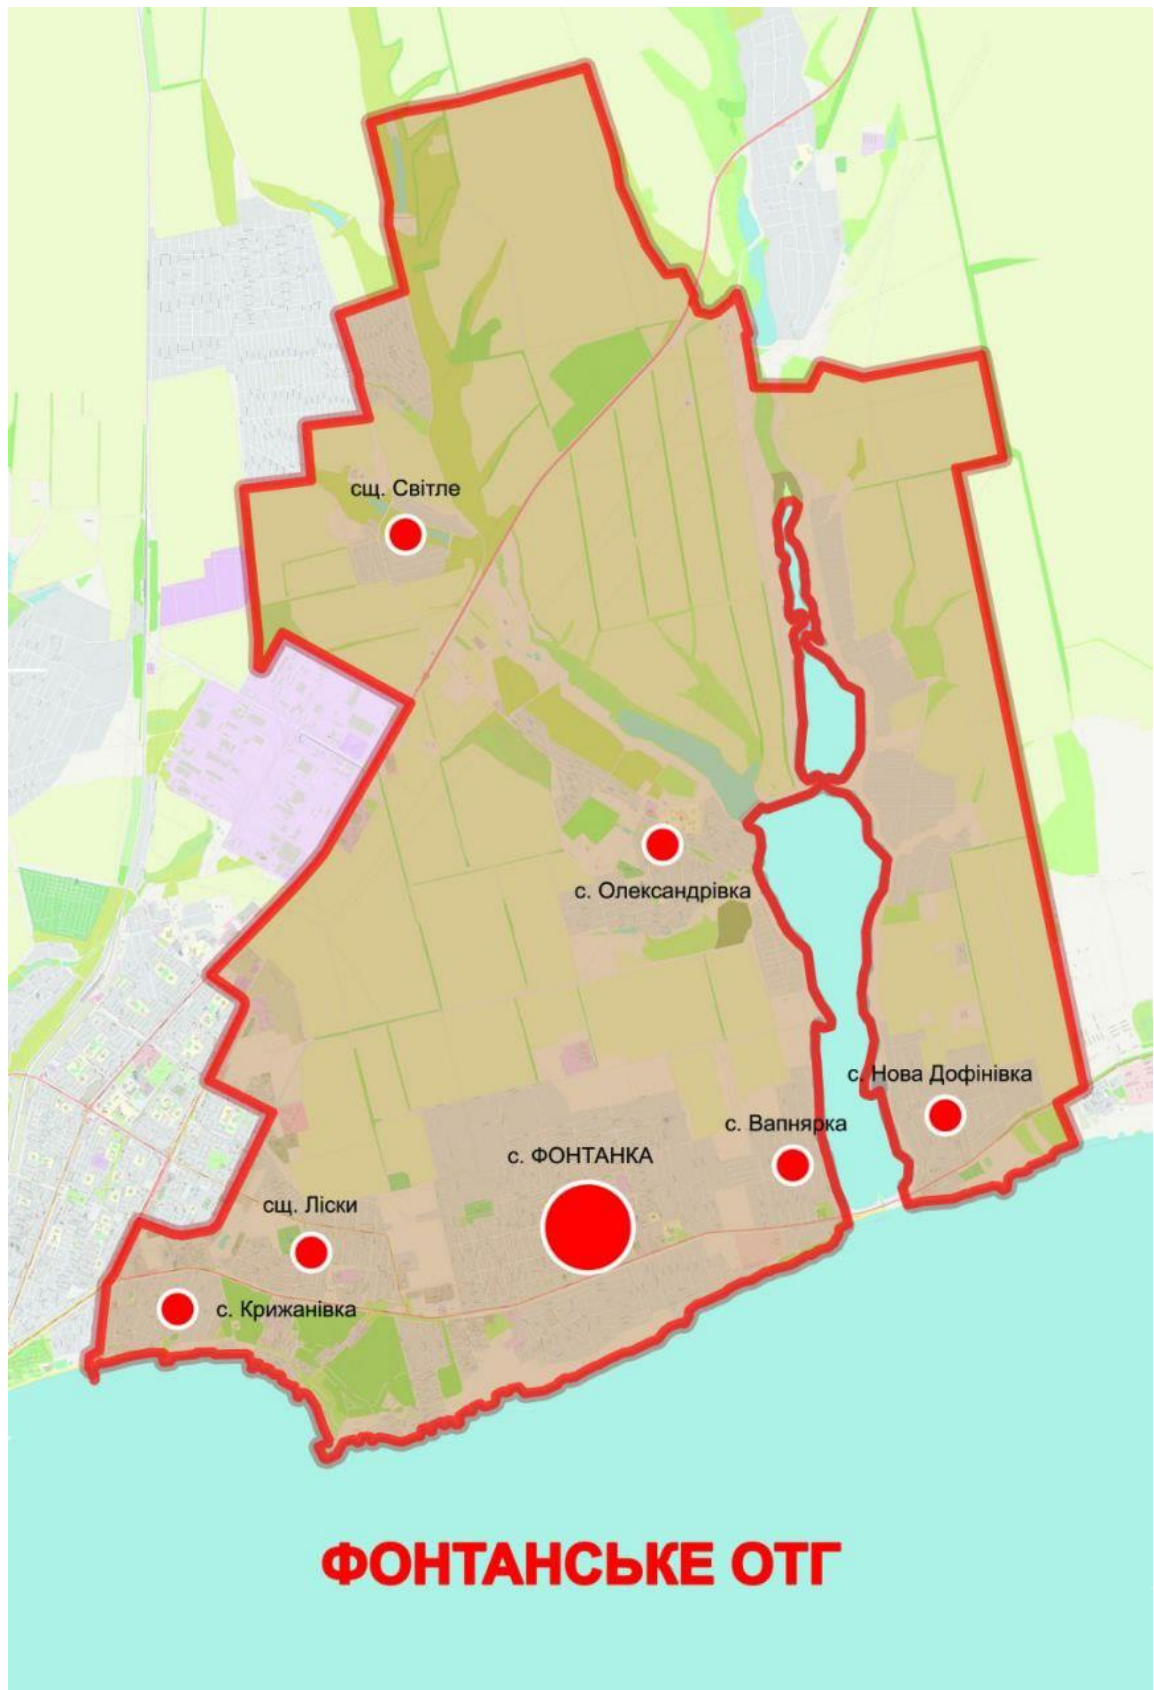 сщ. Світле
с. Олександрівка
с. Нова Дофінівка
с. Вапнярка
с. ФОНТАНКА
сщ. Ліски
с. Крижанівка
ФОНТАНСЬКЕ ОТГ